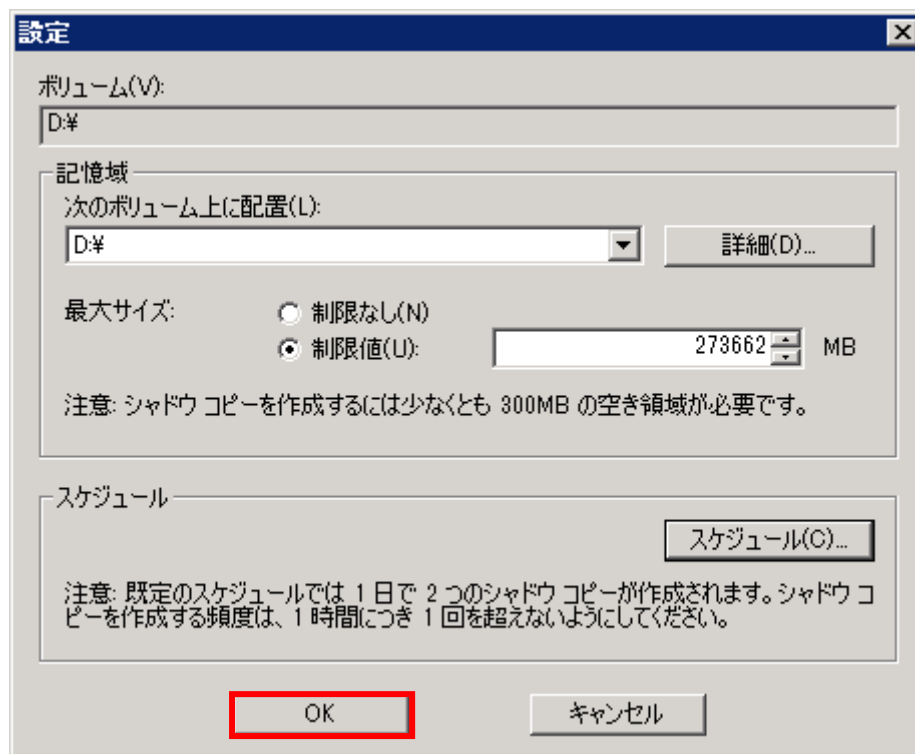 設定
ボリューム(V):
D:¥
記憶域
次のボリューム上に配置(L):
D:¥
詳細(D)...
最大サイズ:
制限なし(N)
制限値(U):
273662
MB
注意: シャドウ コピーを作成するには少なくとも 300MB の空き領域が必要です。
スケジュール
スケジュール(C)...
注意: 既定のスケジュールでは 1 日で 2 つのシャドウ コピーが作成されます。シャドウ コ
ピーを作成する頻度は、1 時間につき 1 回を超えないようにしてください。
OK
キャンセル